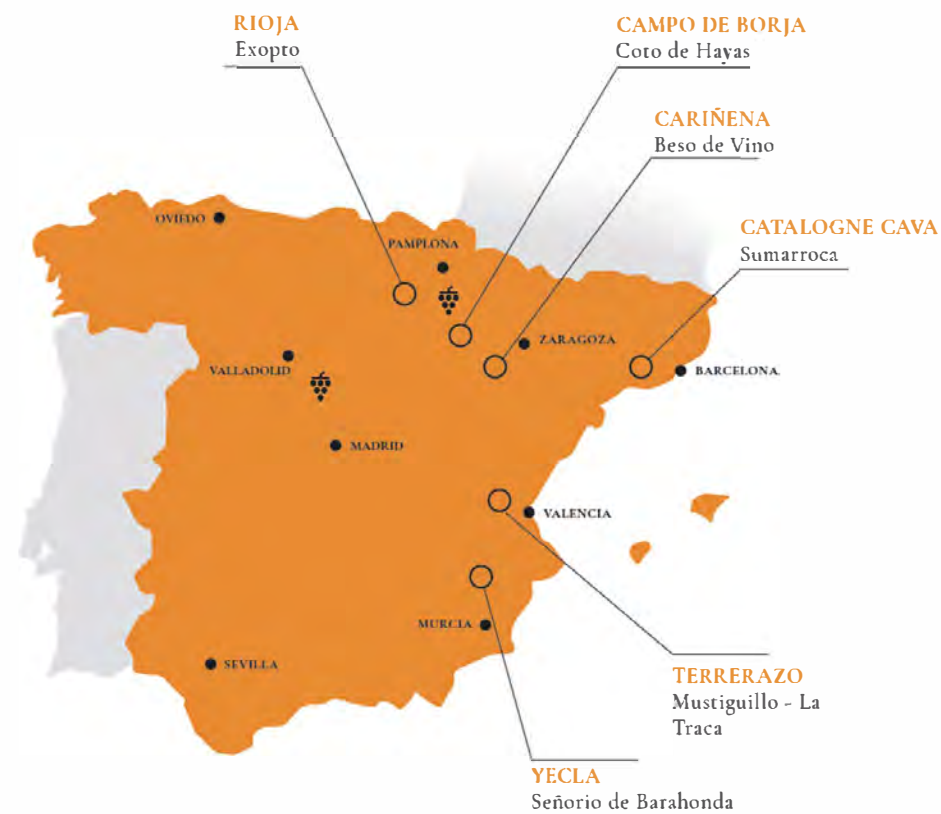 RIOJA
Exopto
CAMPO DE BORJA
Coto de Hayas
CARIÑENA
Beso de Vino
CATALOGNE CAVA
Sumarroca
OVIEDO
PAMPLONA
ZARAGOZA
VALLADOLID
BARCELONA
MADRID
VALENCIA
MURCIA
SEVILLA
TERRERAZO
Mustiguillo - La
Traca
YECLA
Señorio de Barahonda